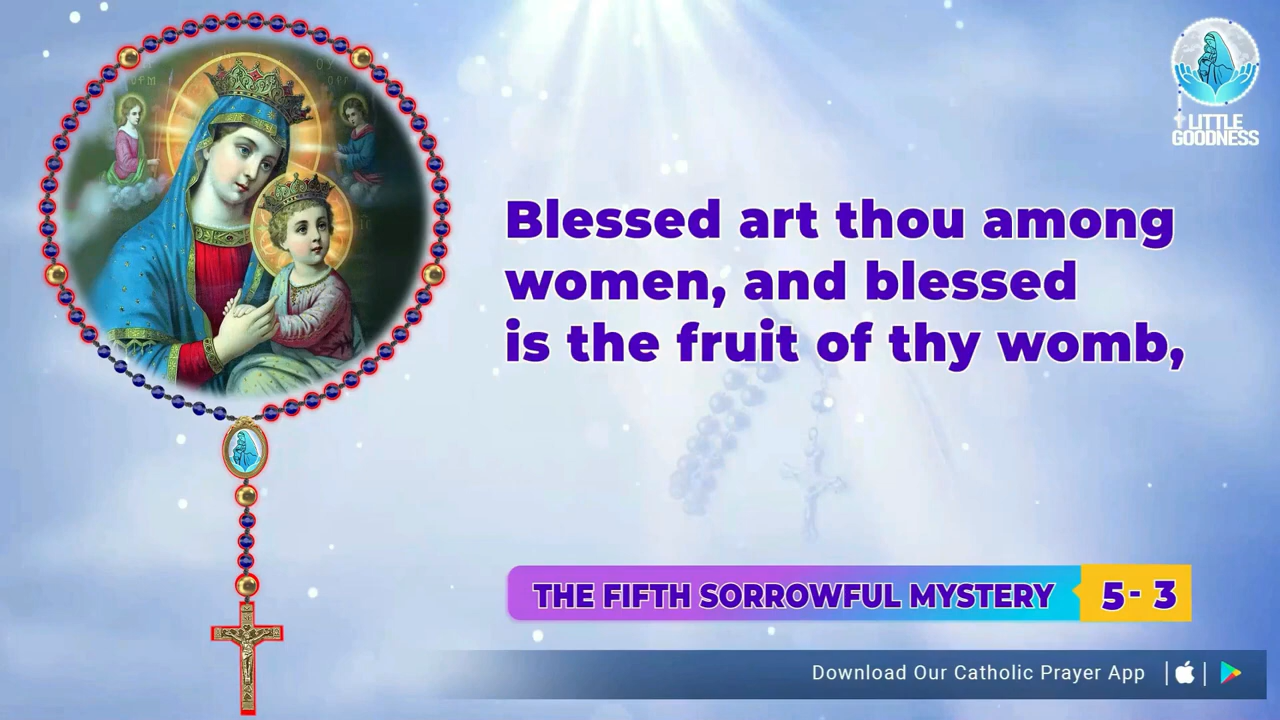 LITTLE
GOODNESS
Blessed art thou among
women, and blessed
is the fruit of thy womb,
THE FIFTH SORROWFUL MYSTERY 5- 3
Download Our Catholic Prayer App